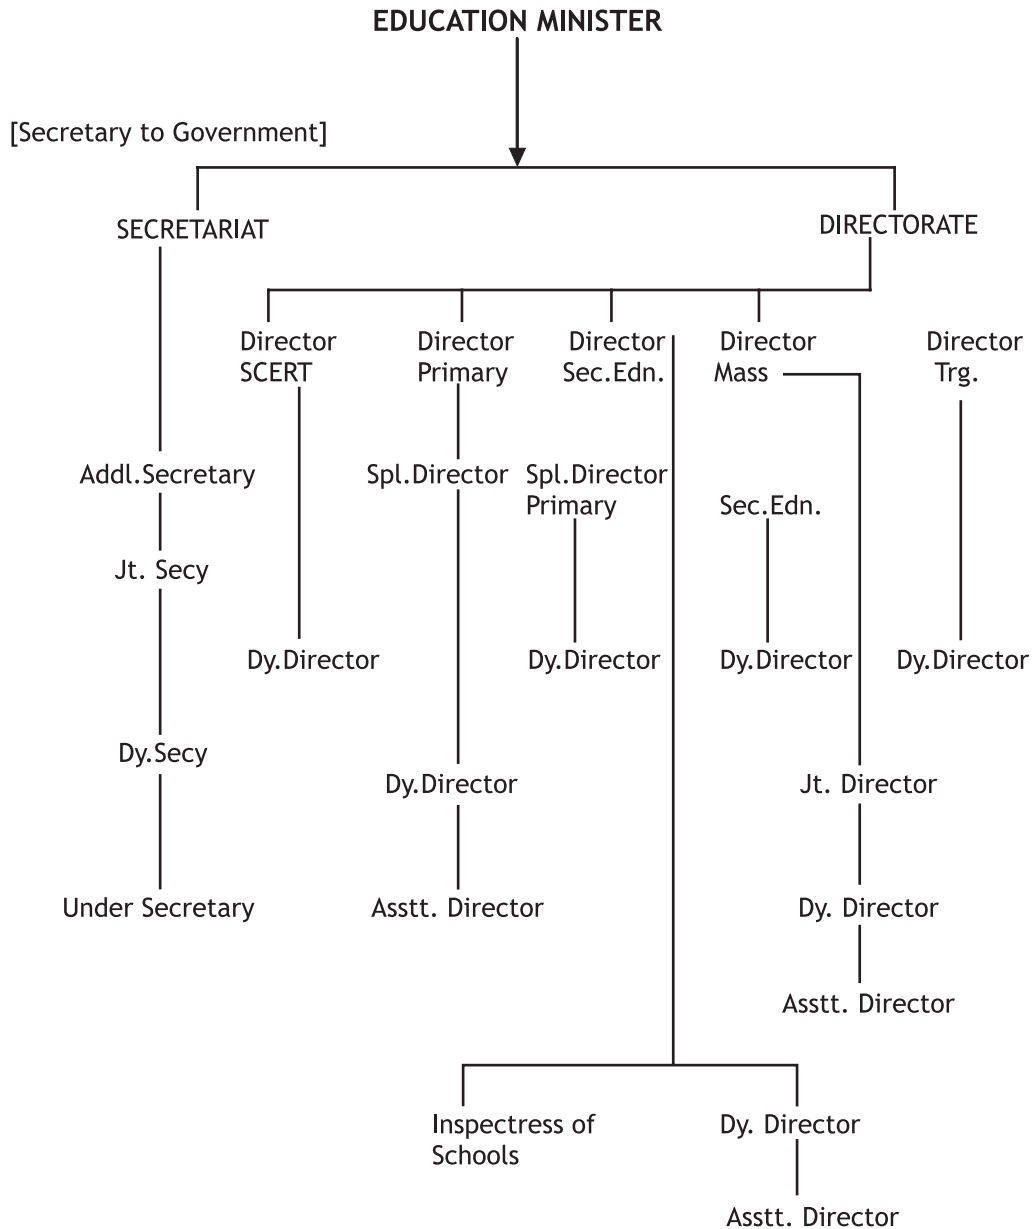 EDUCATION MINISTER
[Secretary to Government]
SECRETARIAT
DIRECTORATE
Director
SCERT
Director
Primary
Director
Sec.Edn.
Director
Mass
Director
Trg.
Addl.Secretary
Spl.Director
Spl.Director
Primary
Sec.Edn.
Jt. Secy
Dy.Director
Dy.Director
Dy.Director
Dy.Director
Dy.Secy
Dy.Director
Jt. Director
Under Secretary
Asstt. Director
Dy. Director
Asstt. Director
Inspectress of
Schools
Dy. Director
Asstt. Director